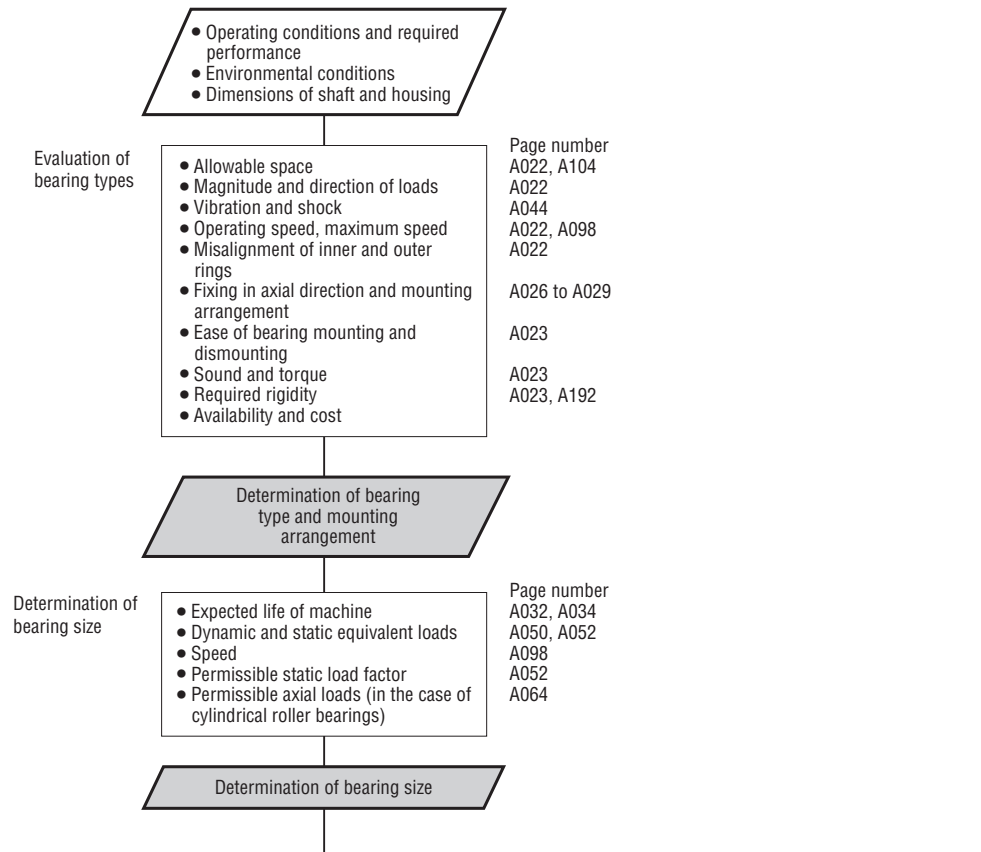 ● Operating conditions and required
performance
● Environmental conditions
● Dimensions of shaft and housing
Evaluation of
bearing types
● Allowable space
● Magnitude and direction of loads
● Vibration and shock
● Operating speed, maximum speed
● Misalignment of inner and outer
rings
● Fixing in axial direction and mounting
arrangement
● Ease of bearing mounting and
dismounting
● Sound and torque
● Required rigidity
● Availability and cost
Page number
A022, A104
A022
A044
A022, A098
A022
A026 to A029
A023
A023
A023, A192
Determination of bearing
type and mounting
arrangement
Determination of
bearing size
● Expected life of machine
● Dynamic and static equivalent loads
● Speed
● Permissible static load factor
● Permissible axial loads (in the case of
cylindrical roller bearings)
Page number
A032, A034
A050, A052
A098
A052
A064
Determination of bearing size